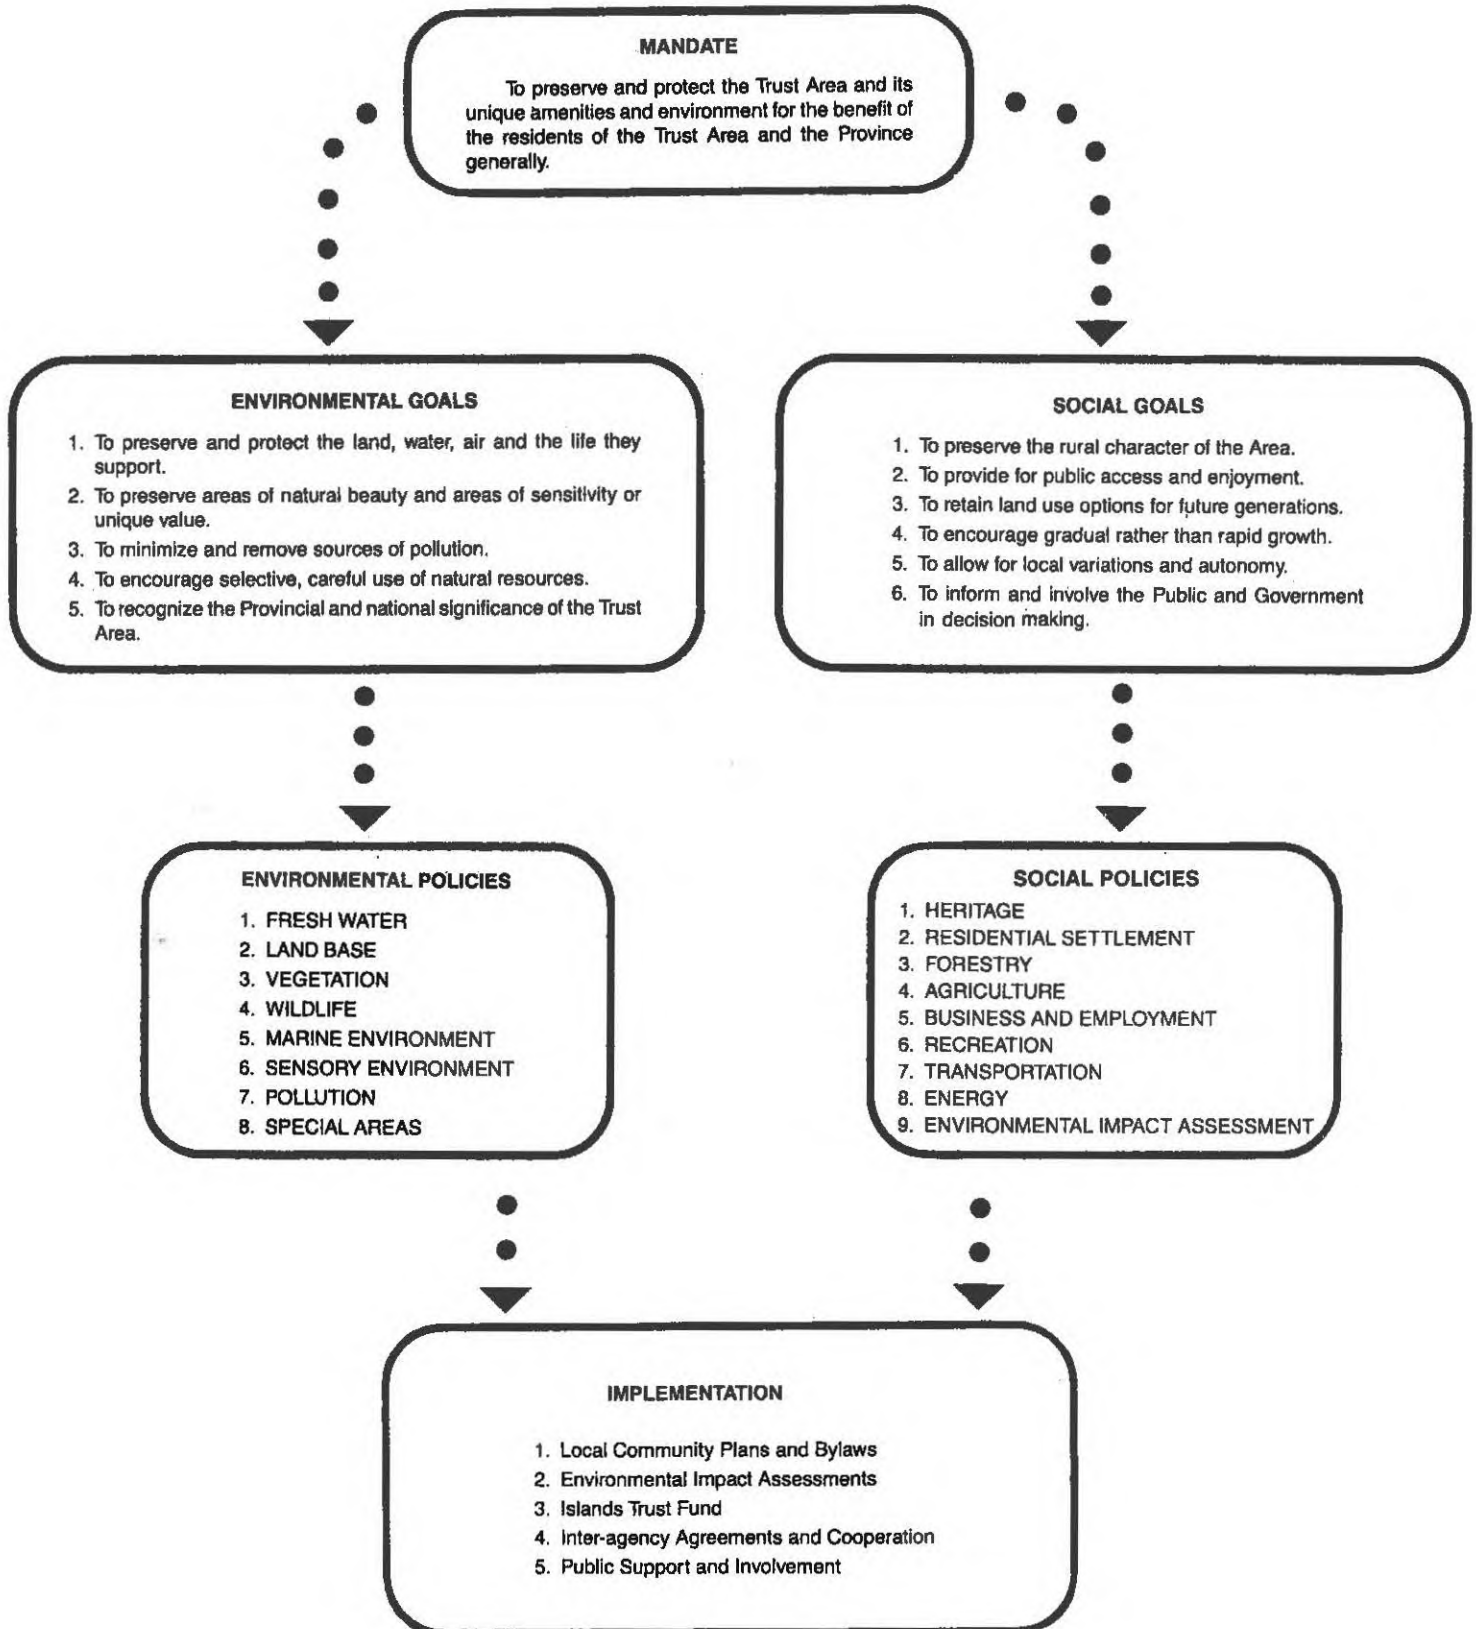 MANDATE
To preserve and protect the Trust Area and its
unique amenities and environment for the benefit of
the residents of the Trust Area and the Province
generally.
ENVIRONMENTAL GOALS
1. To preserve and protect the land, water, air and the life they
support.
2. To preserve areas of natural beauty and areas of sensitivity or
unique value.
3. To minimize and remove sources of pollution.
4. To encourage selective, careful use of natural resources.
5. To recognize the Provincial and national significance of the Trust
Area.
SOCIAL GOALS
1. To preserve the rural character of the Area.
2. To provide for public access and enjoyment.
3. To retain land use options for future generations.
4. To encourage gradual rather than rapid growth.
5. To allow for local variations and autonomy.
6. To inform and involve the Public and Government
in decision making.
ENVIRONMENTAL POLICIES
1. FRESH WATER
2. LAND BASE
3. VEGETATION
4. WILDLIFE
5. MARINE ENVIRONMENT
6. SENSORY ENVIRONMENT
7. POLLUTION
8. SPECIAL AREAS
SOCIAL POLICIES
1. HERITAGE
2. RESIDENTIAL SETTLEMENT
3. FORESTRY
4. AGRICULTURE
5. BUSINESS AND EMPLOYMENT
6. RECREATION
7. TRANSPORTATION
8. ENERGY
9. ENVIRONMENTAL IMPACT ASSESSMENT
IMPLEMENTATION
1. Local Community Plans and Bylaws
2. Environmental Impact Assessments
3. Islands Trust Fund
4. Inter-agency Agreements and Cooperation
5. Public Support and Involvement